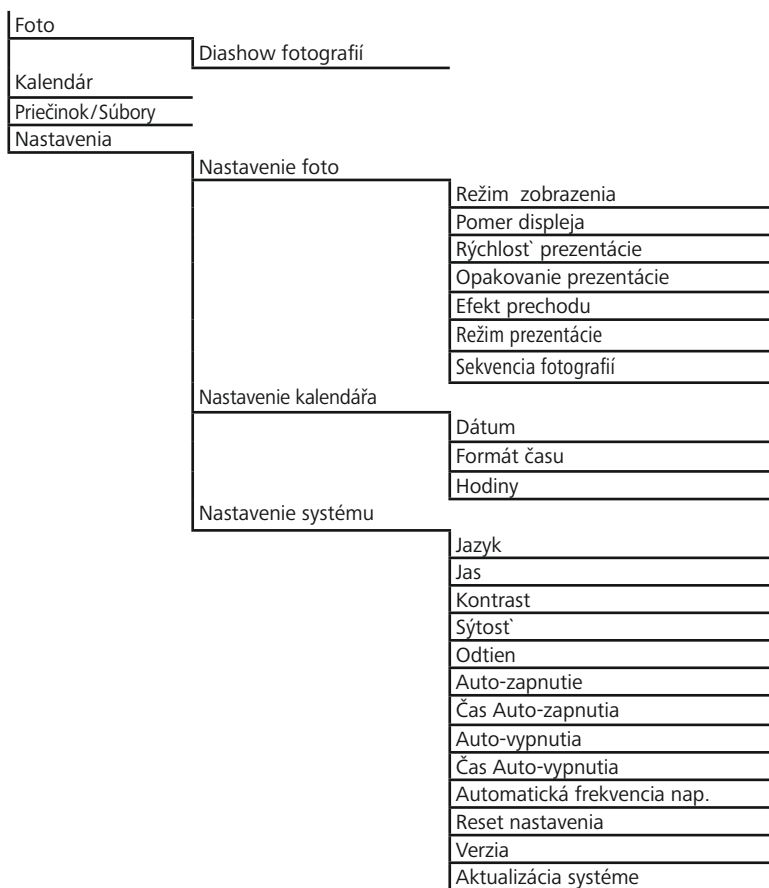 Foto
Diashow fotografií
Kalendár
Priečinok/Súbory
Nastavenia
Nastavenie foto
Režim  zobrazenia
Pomer displeja
Rýchlosť prezentácie
Opakovanie prezentácie
Efekt prechodu
Režim prezentácie
Sekvencia fotografií
Nastavenie kalendářa
Dátum
Formát času
Hodiny
Nastavenie systému
Jazyk
Jas
Kontrast
Sýtost`
Odtien
Auto-zapnutie
Čas Auto-zapnutia
Auto-vypnutia
Čas Auto-vypnutia
Automatická frekvencia nap.
Reset nastavenia
Verzia
Aktualizácia systéme